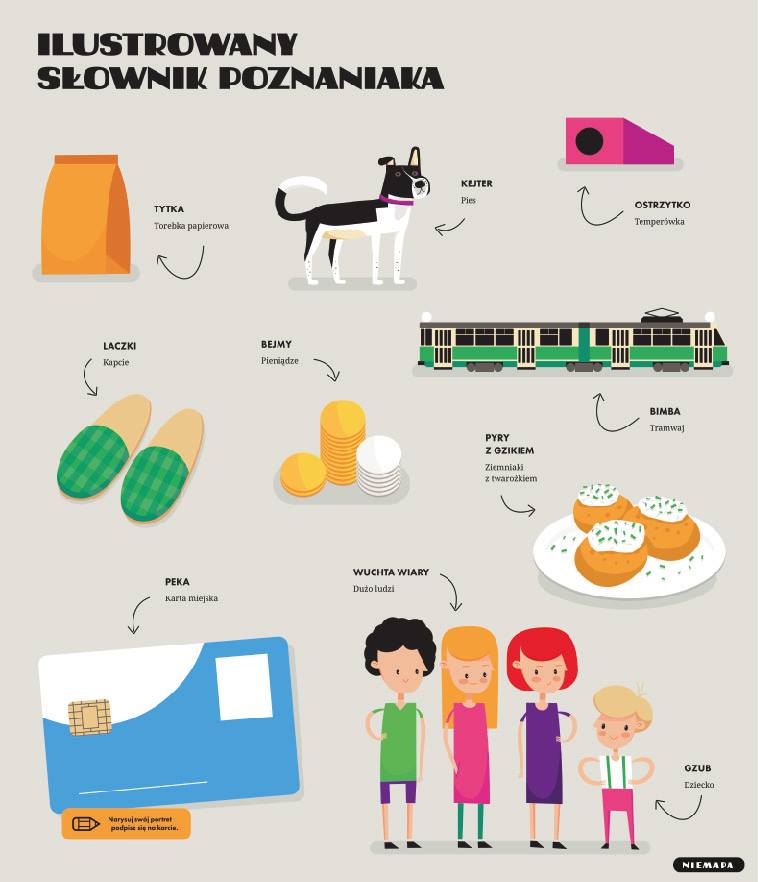 ILUSTROWANY
SŁOWNIK POZNANIAKA
TYTKA
Torebka papierowa
KEJTER
Pies
OSTRZYTKO
Temperówka
LACZKI
Kapcie
BEJMY
Pieniądze
BIMBA
Tramwaj
PYRY
Z GZIKIEM
Ziemniaki
z twarożkiem
PEKA
Karta miejska
WUCHTA WIARY
Dużo ludzi
GZUB
Dziecko
Narysuj swój portret
i podpisz się na karcie.
NIEMAPA